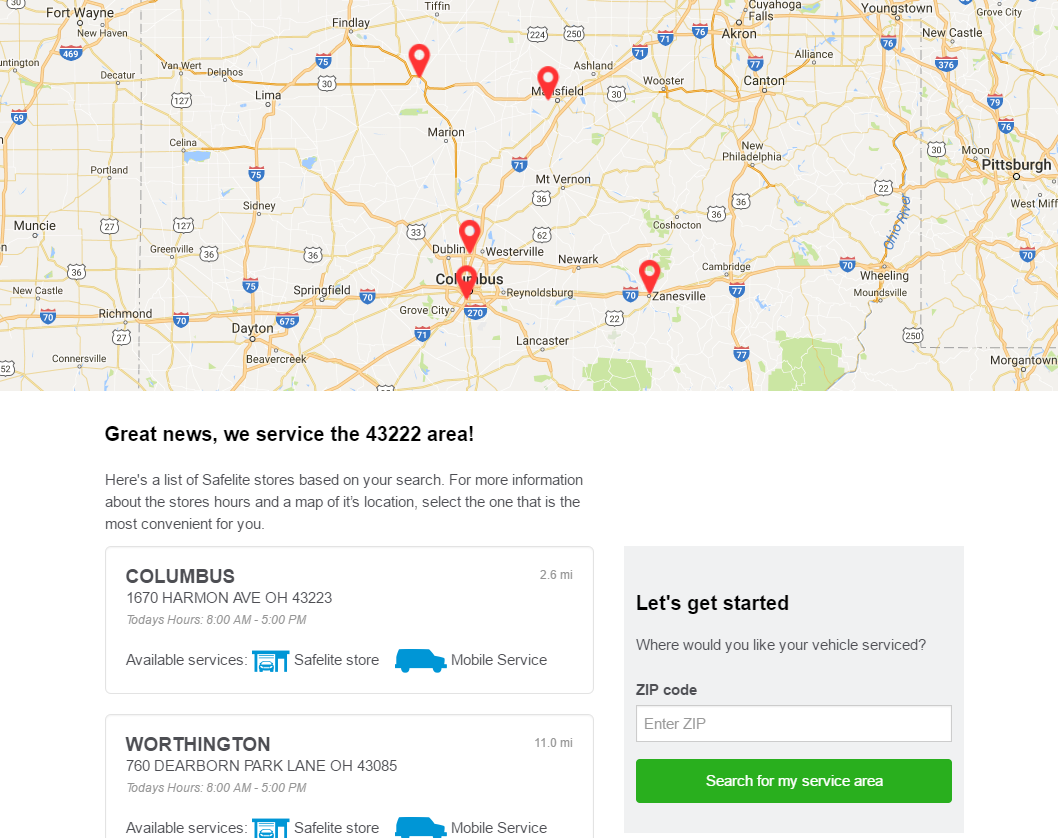 30
Fort Wayne
New Haven
469
Findlay
Tiffin
224
250
71
76
Cuyahoga
Falls
Akron
Youngstown
Grove City
New Castle
76
376
untington
Decatur
Van Wert
Delphos
75
30
Lima
71
Ashland
Mansfield
30
Wooster
77
Canton
Alliance
127
69
79
76
Celina
Marion
71
New
Philadelphia
30
Moon
Pittsburgh
Portland
75
Mt Vernon
36
22
West Miff
Sidney
36
36
Ohio River
Muncie
27
127
33
62
Coshocton
n
Greenville
36
36
Dublin
Westerville
Newark
Cambridge
70
Wheeling
70
36
Columbus
New Castle
75
Springfield
70
Reynoldsburg
70
Zanesville
77
Moundsville
70
Richmond
70
675
Grove City
270
22
27
Dayton
71
Lancaster
250
Connersville
Beavercreek
77
Morgantown
52
Great news, we service the 43222 area!
Here's a list of Safelite stores based on your search. For more information
about the stores hours and a map of it’s location, select the one that is the
most convenient for you.
COLUMBUS
2.6 mi
1670 HARMON AVE OH 43223
Todays Hours: 8:00 AM - 5:00 PM
Available services: Safelite store Mobile Service
WORTHINGTON
11.0 mi
760 DEARBORN PARK LANE OH 43085
Todays Hours: 8:00 AM - 5:00 PM
Available services: Safelite store Mobile Service
Let's get started
Where would you like your vehicle serviced?
ZIP code
Enter ZIP
Search for my service area